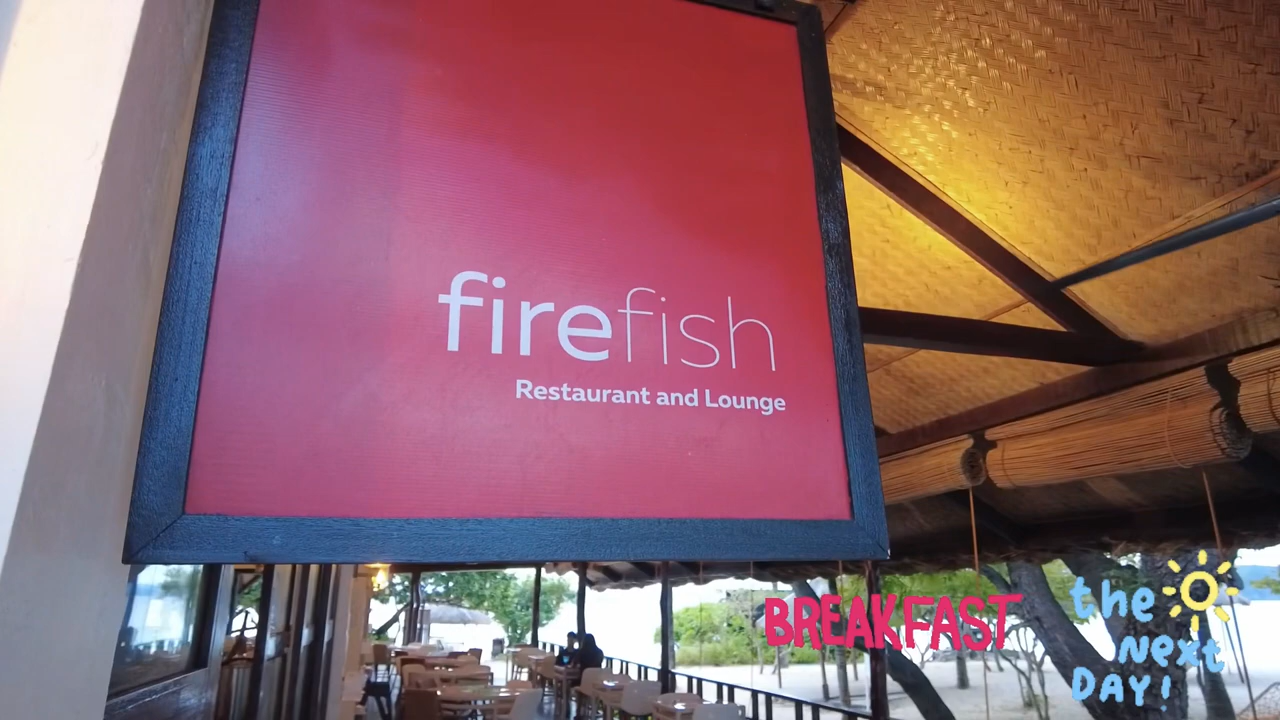 firefish
Restaurant and Lounge
BREAKFAST
the
Next
DAY!